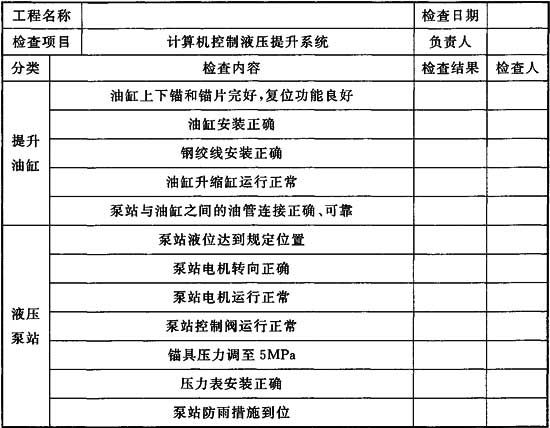 工程名称 检查日期
检查项目 计算机控制液压提升系统 负责人
分类 检查内容 检查结果 检查人
提升油缸
油缸上下锚和锚片完好,复位功能良好
油缸安装正确
钢绞线安装正确
油缸升缩缸运行正常
泵站与油缸之间的油管连接正确、可靠
液压泵站
泵站液位达到规定位置
泵站电机转向正确
泵站电机运行正常
泵站控制阀运行正常
锚具压力调至5MPa
压力表安装正确
泵站防雨措施到位